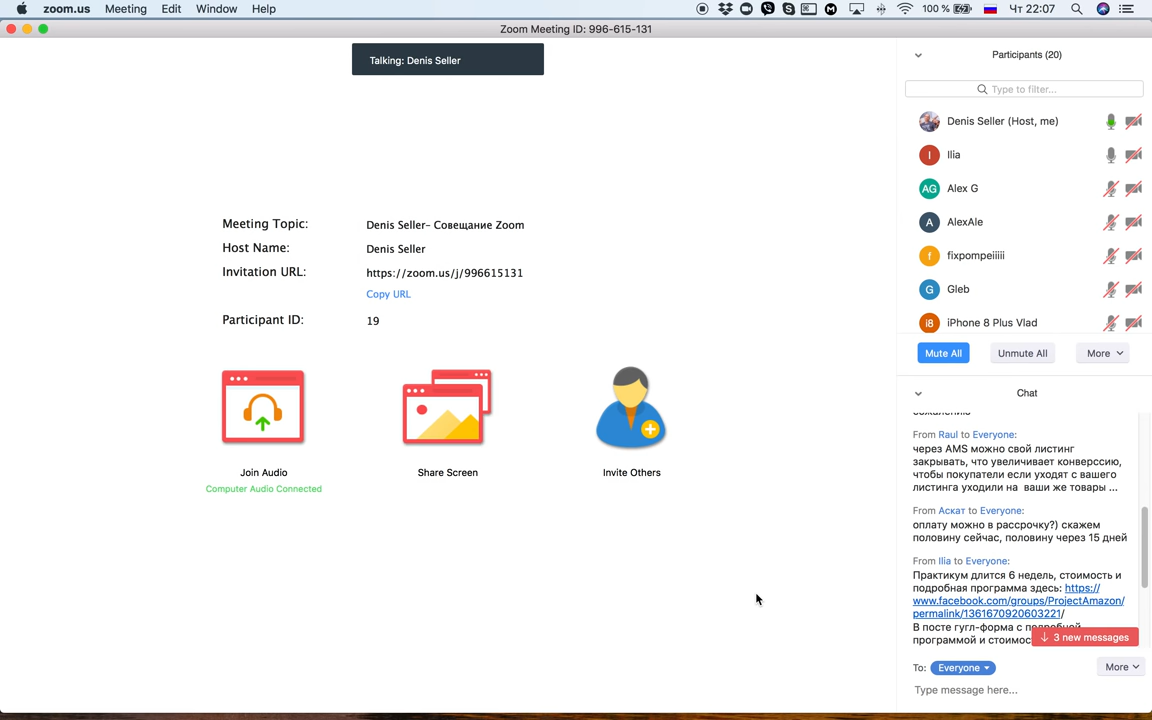 zoom.us Meeting Edit Window Help 100 % Чт 22:07
Zoom Meeting ID: 996-615-131
Talking: Denis Seller
Meeting Topic: Denis Seller- Совещание Zoom
Host Name: Denis Seller
Invitation URL: https://zoom.us/j/996615131
Copy URL
Participant ID: 19
Join Audio
Computer Audio Connected
Share Screen
Invite Others
Participants (20)
Type to filter...
Denis Seller (Host, me)
I Ilia
AG Alex G
A AlexAle
f fixpompeiiiii
G Gleb
i8 iPhone 8 Plus Vlad
Mute All Unmute All More
Chat
From Raul to Everyone:
через AMS можно свой листинг
закрывать, что увеличивает конверссию,
чтобы покупатели если уходят с вашего
листинга уходили на ваши же товары ...
From Аскат to Everyone:
оплату можно в рассрочку?) скажем
половину сейчас, половину через 15 дней
From Ilia to Everyone:
Практикум длится 6 недель, стоимость и
подробная программа здесь: https://
www.facebook.com/groups/ProjectAmazon/
permalink/1361670920603221/
В посте гугл-форма с подробной
программой и
3 new messages
To: Everyone More
Type message here...